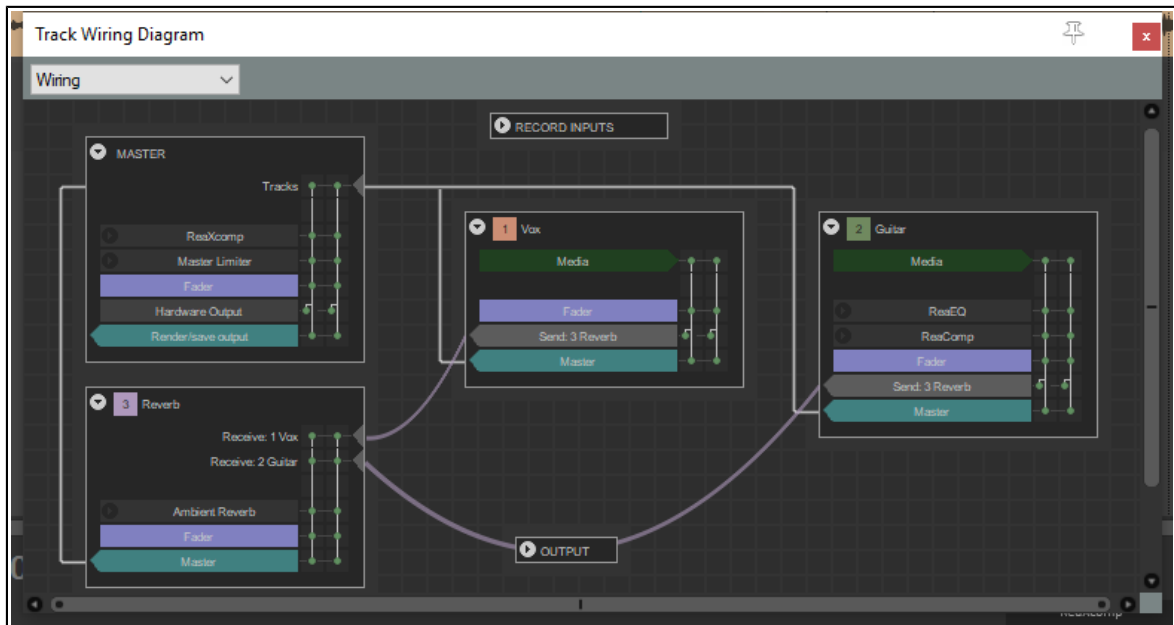 Track Wiring Diagram
x
Wiring
RECORD INPUTS
MASTER
Tracks
ReaXcomp
Master Limiter
Fader
Hardware Output
Render/save output
1 Vox
Media
Fader
Send: 3 Reverb
Master
2 Guitar
Media
ReaEQ
ReaComp
Fader
Send: 3 Reverb
Master
3 Reverb
Receive: 1 Vox
Receive: 2 Guitar
Ambient Reverb
Fader
Master
OUTPUT
ReaXcomp